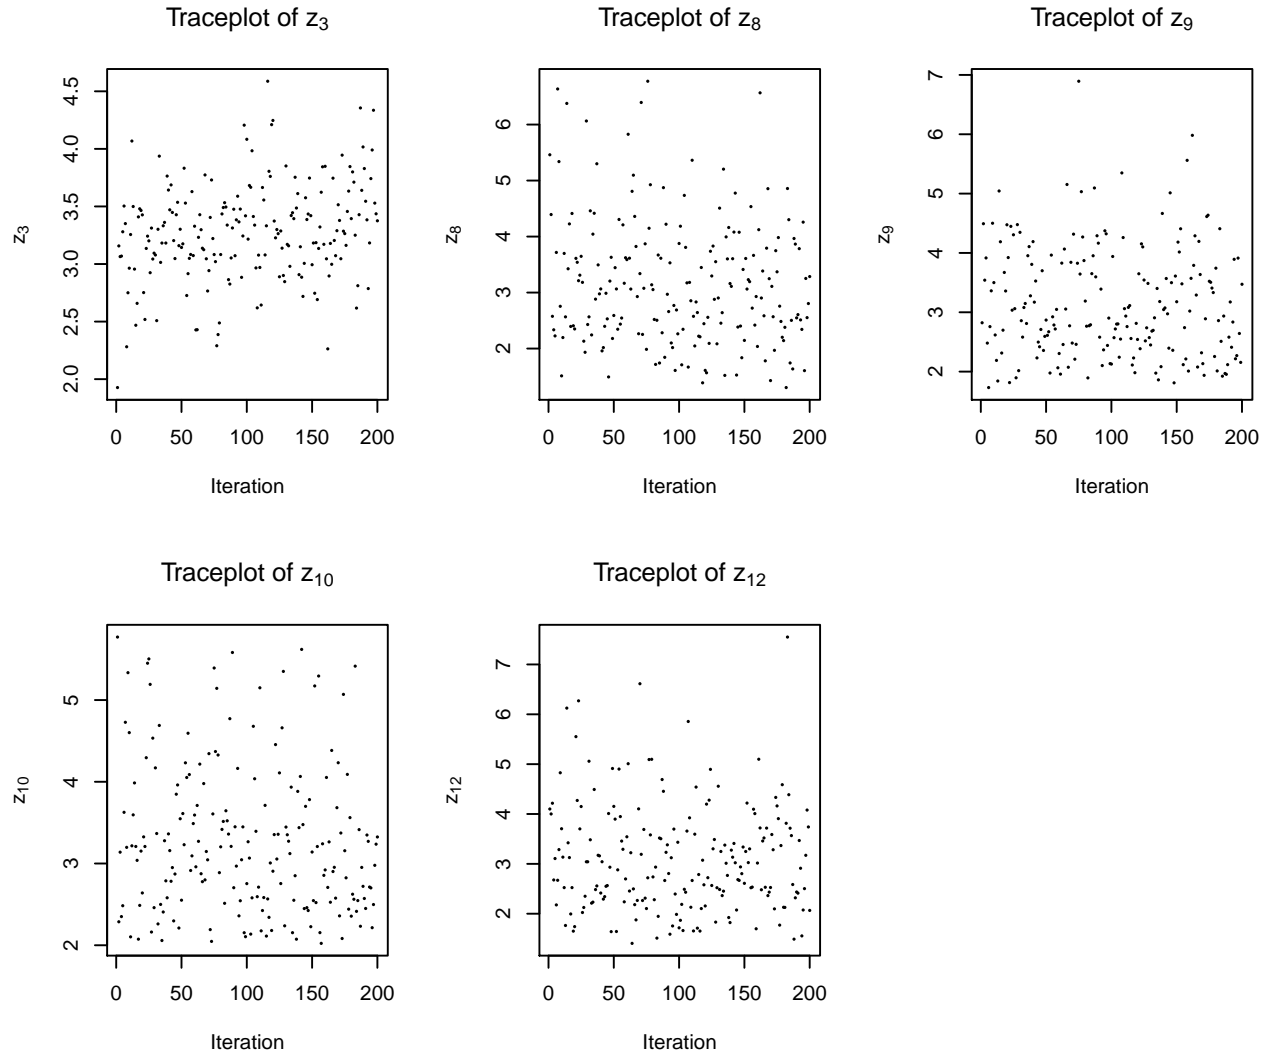 Traceplot of z₃
z₃
4.5
4.0
3.5
3.0
2.5
2.0
0 50 100 150 200
Iteration
Traceplot of z₈
z₈
6
5
4
3
2
0 50 100 150 200
Iteration
Traceplot of z₉
z₉
7
6
5
4
3
2
0 50 100 150 200
Iteration
Traceplot of z₁₀
z₁₀
5
4
3
2
0 50 100 150 200
Iteration
Traceplot of z₁₂
z₁₂
7
6
5
4
3
2
0 50 100 150 200
Iteration